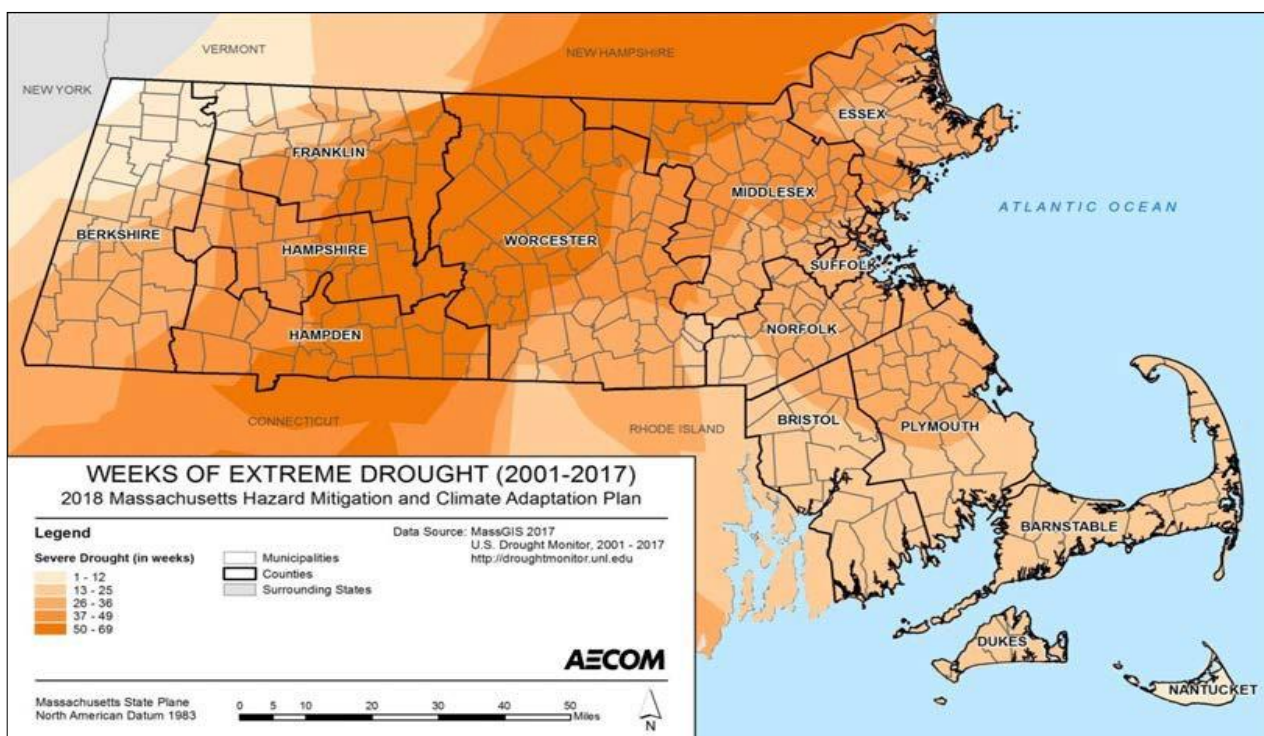 VERMONT
NEW HAMPSHIRE
NEW YORK
ESSEX
FRANKLIN
MIDDLESEX
ATLANTIC OCEAN
BERKSHIRE
HAMPSHIRE
WORCESTER
SUFFOLK
HAMPDEN
NORFOLK
CONNECTICUT
RHODE ISLAND
BRISTOL
PLYMOUTH
BARNSTABLE
DUKES
NANTUCKET
WEEKS OF EXTREME DROUGHT (2001-2017)
2018 Massachusetts Hazard Mitigation and Climate Adaptation Plan
Legend
Severe Drought (in weeks)
1 - 12
13 - 25
26 - 36
37 - 49
50 - 69
Municipalities
Counties
Surrounding States
Data Source: MassGIS 2017
U.S. Drought Monitor, 2001 - 2017
http://droughtmonitor.unl.edu
AECOM
Massachusetts State Plane
North American Datum 1983
0 5 10 20 30 40 50
Miles
N